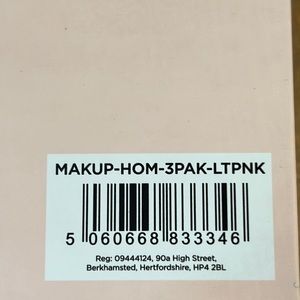 MAKUP-HOM-3PAK-LTPNK
5 060668 833346
Reg: 09444124, 90a High Street,
Berkhamsted, Hertfordshire, HP4 2BL